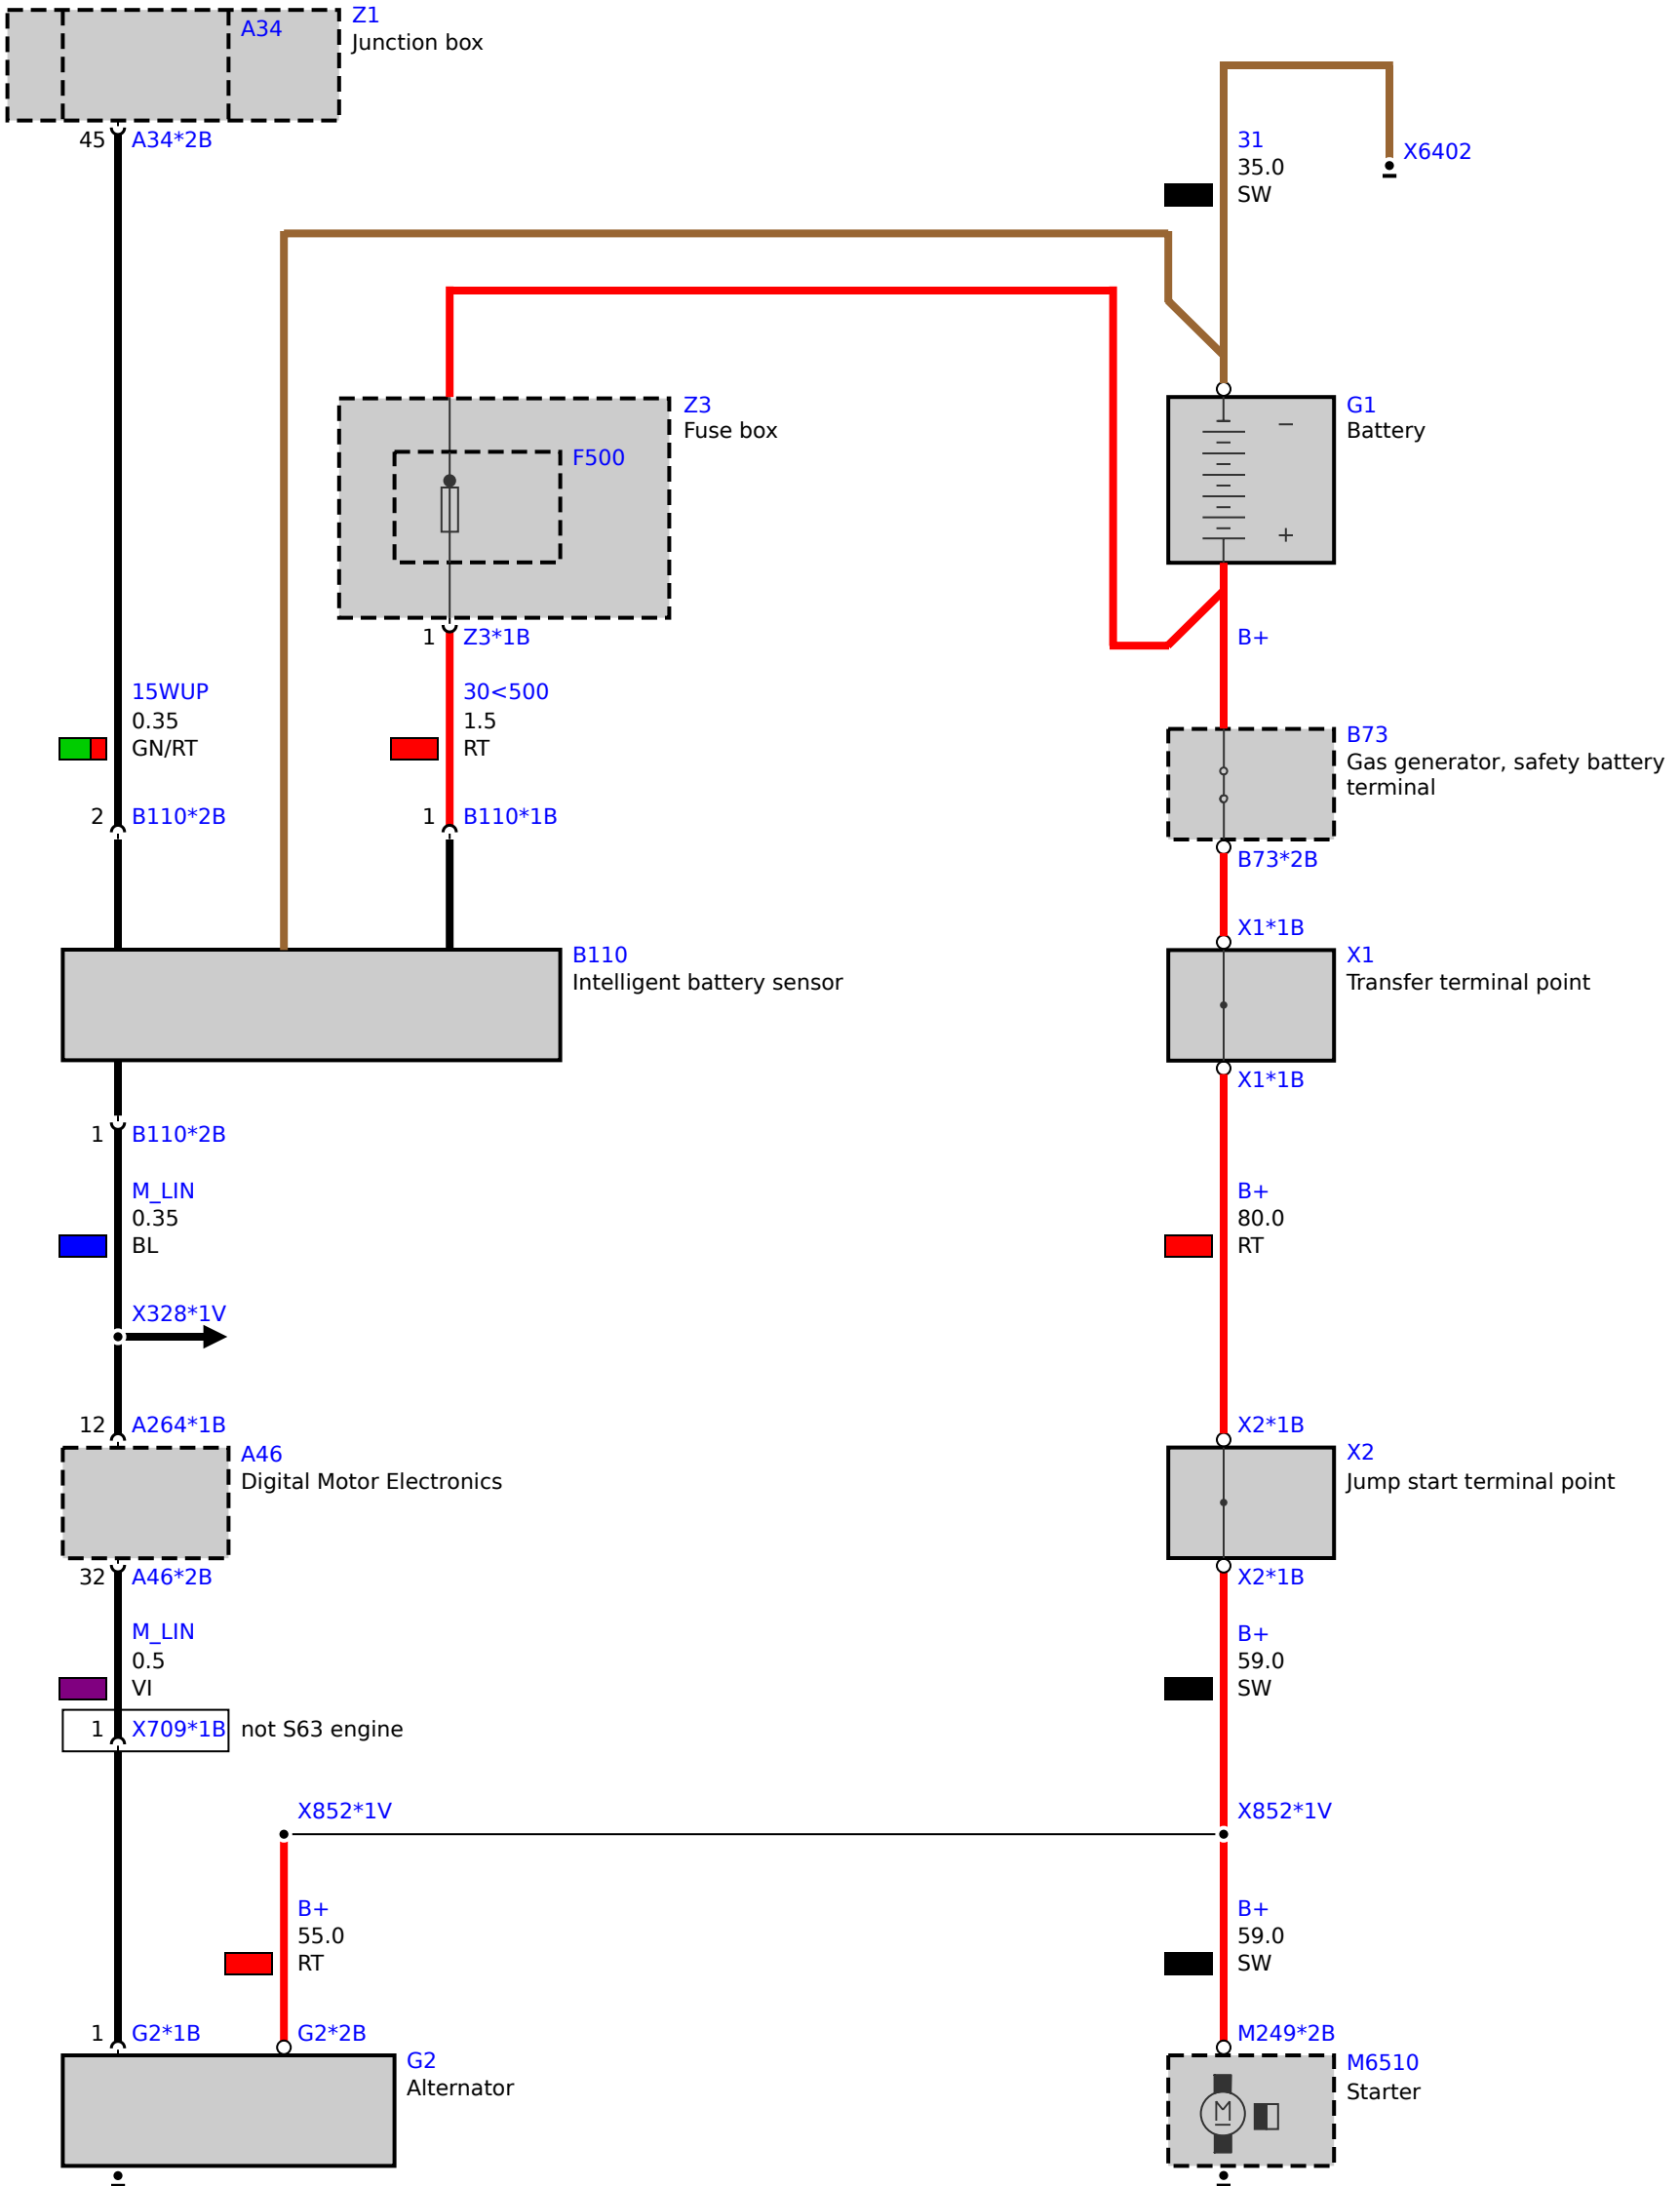 Z1
A34
Junction box
45 A34*2B
31
X6402
35.0
SW
Z3
Fuse box
F500
G1
Battery
−
+
1 Z3*1B
B+
15WUP
0.35
GN/RT
30<500
1.5
RT
B73
Gas generator, safety battery
terminal
2 B110*2B
1 B110*1B
B73*2B
X1*1B
B110
Intelligent battery sensor
X1
Transfer terminal point
X1*1B
1 B110*2B
M_LIN
0.35
BL
B+
80.0
RT
X328*1V
12 A264*1B
X2*1B
A46
Digital Motor Electronics
X2
Jump start terminal point
32 A46*2B
X2*1B
M_LIN
0.5
VI
B+
59.0
SW
1 X709*1B not S63 engine
X852*1V
X852*1V
B+
55.0
RT
B+
59.0
SW
1 G2*1B
G2*2B
M249*2B
G2
Alternator
M6510
Starter
M